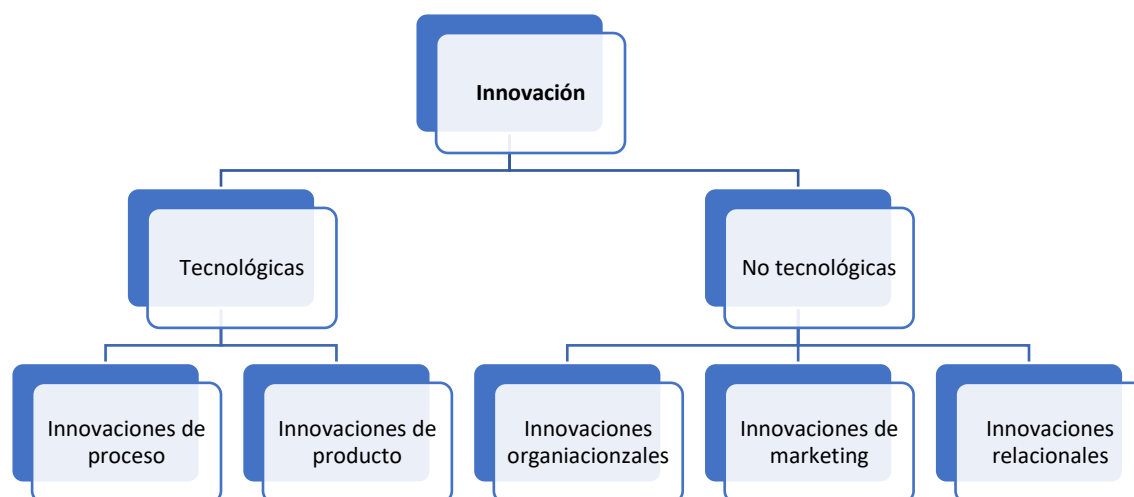 Innovación
Tecnológicas
No tecnológicas
Innovaciones de
proceso
Innovaciones de
producto
Innovaciones
organiacionzales
Innovaciones de
marketing
Innovaciones
relacionales